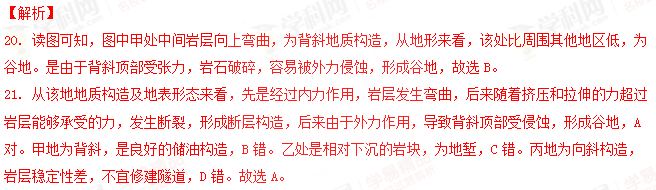 【解析】
20. 读图可知，图中甲处中间岩层向上弯曲，为背斜地质构造，从地形来看，该处比周围其他地区低，为
谷地。是由于背斜顶部受张力，岩石破碎，容易被外力侵蚀，形成谷地，故选 B。
21. 从该地地质构造及地表形态来看，先是经过内力作用，岩层发生弯曲，后来随着挤压和拉伸的力超过
岩层能够承受的力，发生断裂，形成断层构造，后来由于外力作用，导致背斜顶部受侵蚀，形成谷地，A
对。甲地为背斜，是良好的储油构造，B 错。乙处是相对下沉的岩块，为地堑，C 错。丙地为向斜构造，
岩层稳定性差，不宜修建隧道，D 错。故选 A。